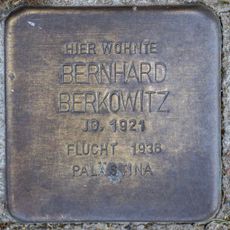 HIER WOHNTE
BERNHARD
BERKOWITZ
JG. 1921
FLUCHT 1936
PALÄSTINA